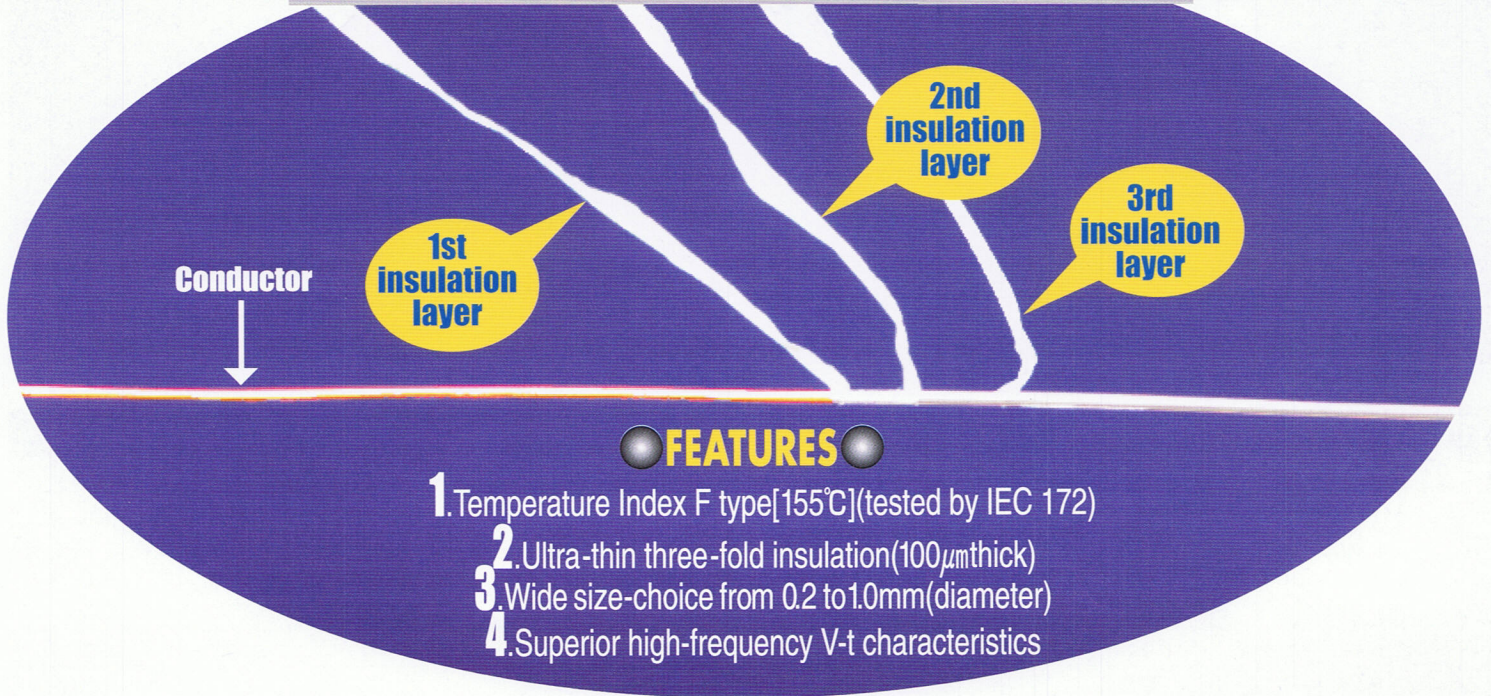 2nd
insulation
layer
3rd
insulation
layer
1st
insulation
layer
Conductor
FEATURES
1.Temperature Index F type[155℃](tested by IEC 172)
2.Ultra-thin three-fold insulation(100μmthick)
3.Wide size-choice from 0.2 to1.0mm(diameter)
4.Superior high-frequency V-t characteristics